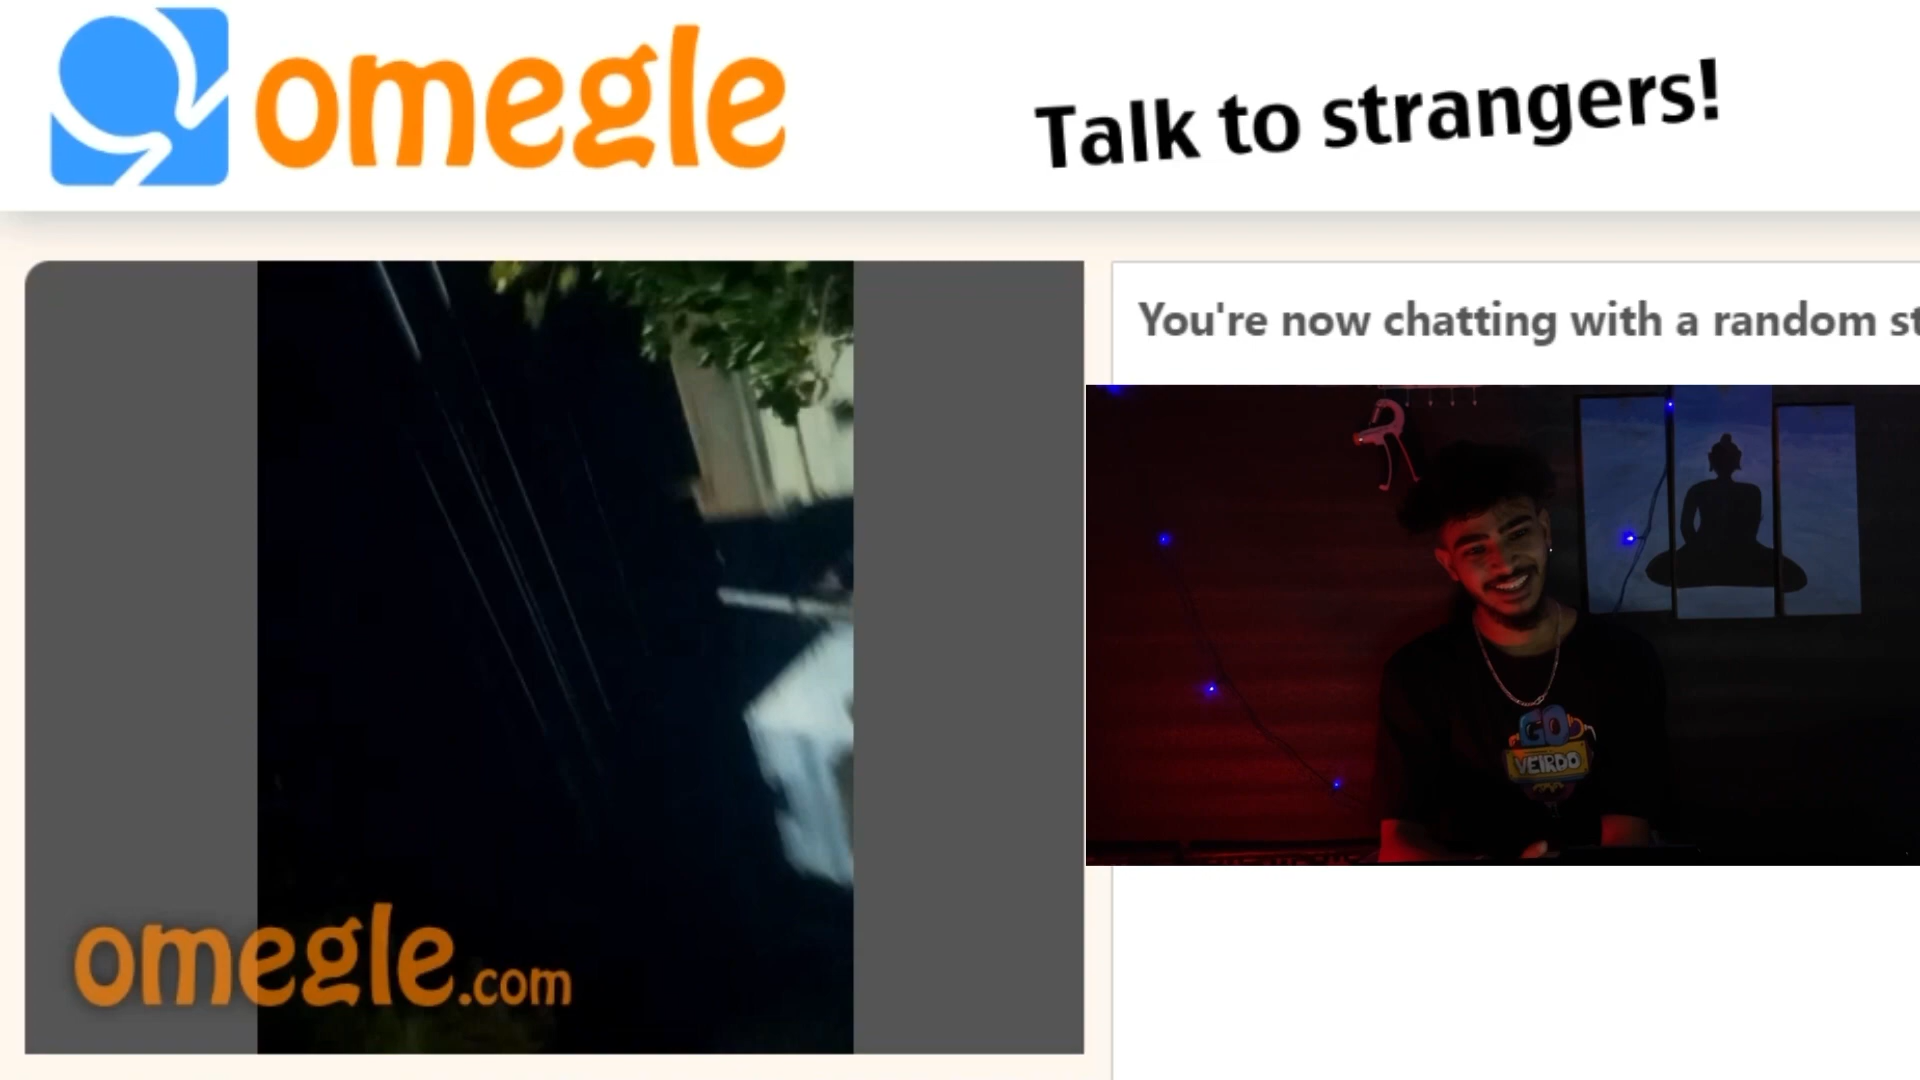 omegle
Talk to strangers!
You're now chatting with a random st
GO
VEIRDO
omegle.com